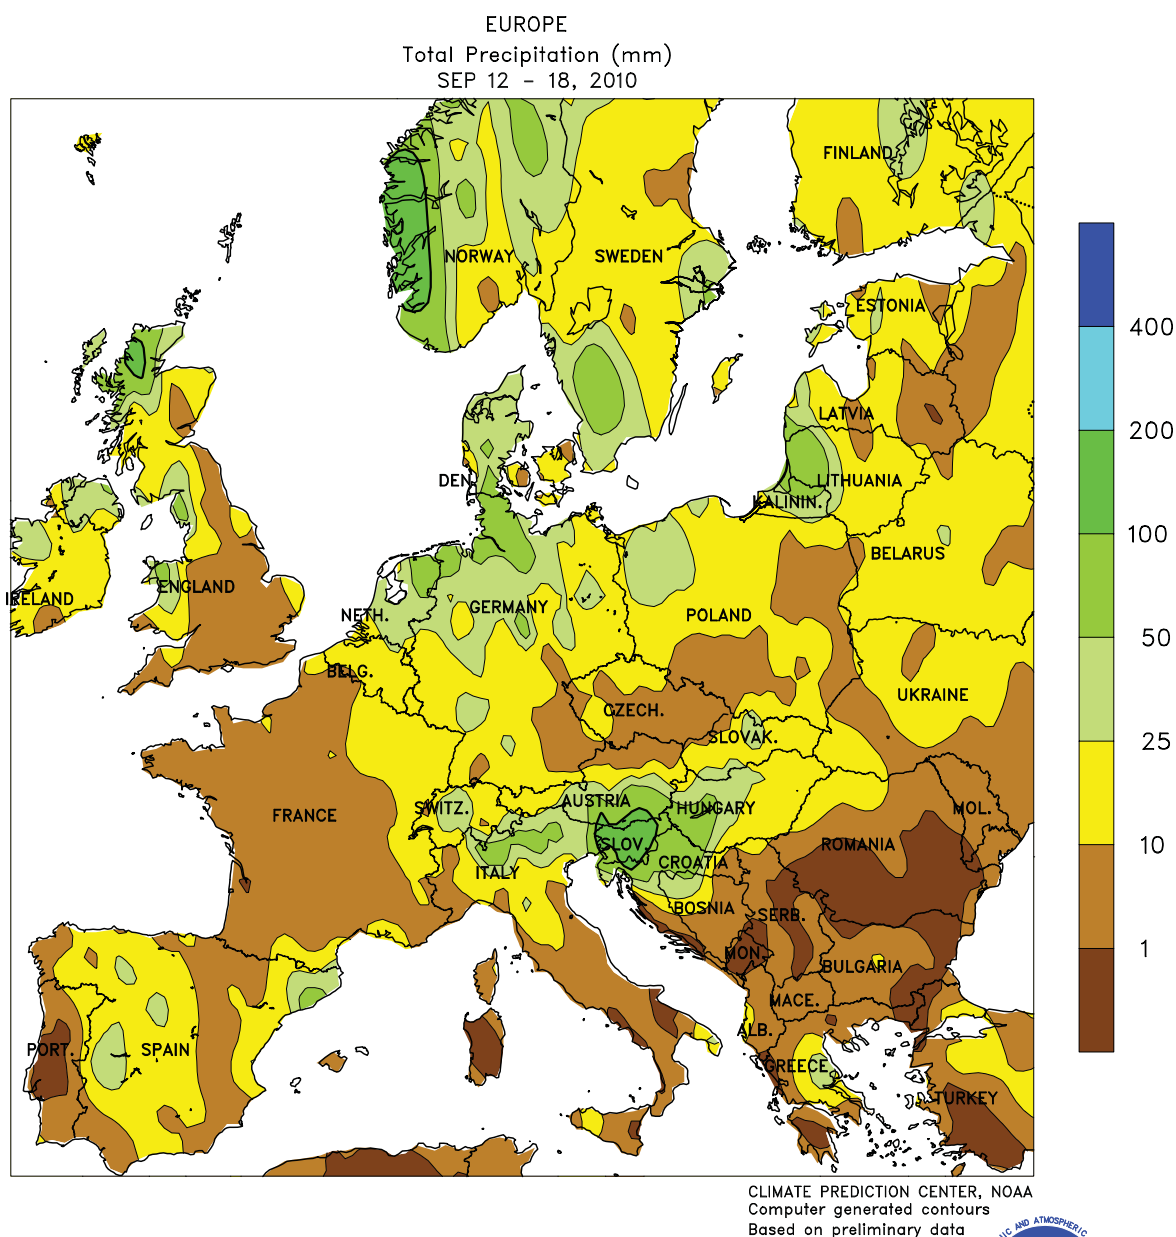 EUROPE
Total Precipitation (mm)
SEP 12 - 18, 2010
FINLAND
NORWAY
SWEDEN
ESTONIA
LATVIA
DEN.
LITHUANIA
KALININ.
BELARUS
IRELAND
ENGLAND
NETH.
GERMANY
POLAND
BELG.
UKRAINE
CZECH.
SLOVAK.
FRANCE
SWITZ.
AUSTRIA
HUNGARY
MOL.
SLOV.
ROMANIA
CROATIA
ITALY
BOSNIA
SERB.
MON.
BULGARIA
MACE.
ALB.
PORT.
SPAIN
GREECE
TURKEY
400
200
100
50
25
10
1
CLIMATE PREDICTION CENTER, NOAA
Computer generated contours
Based on preliminary data
AND ATMOSPHERIC